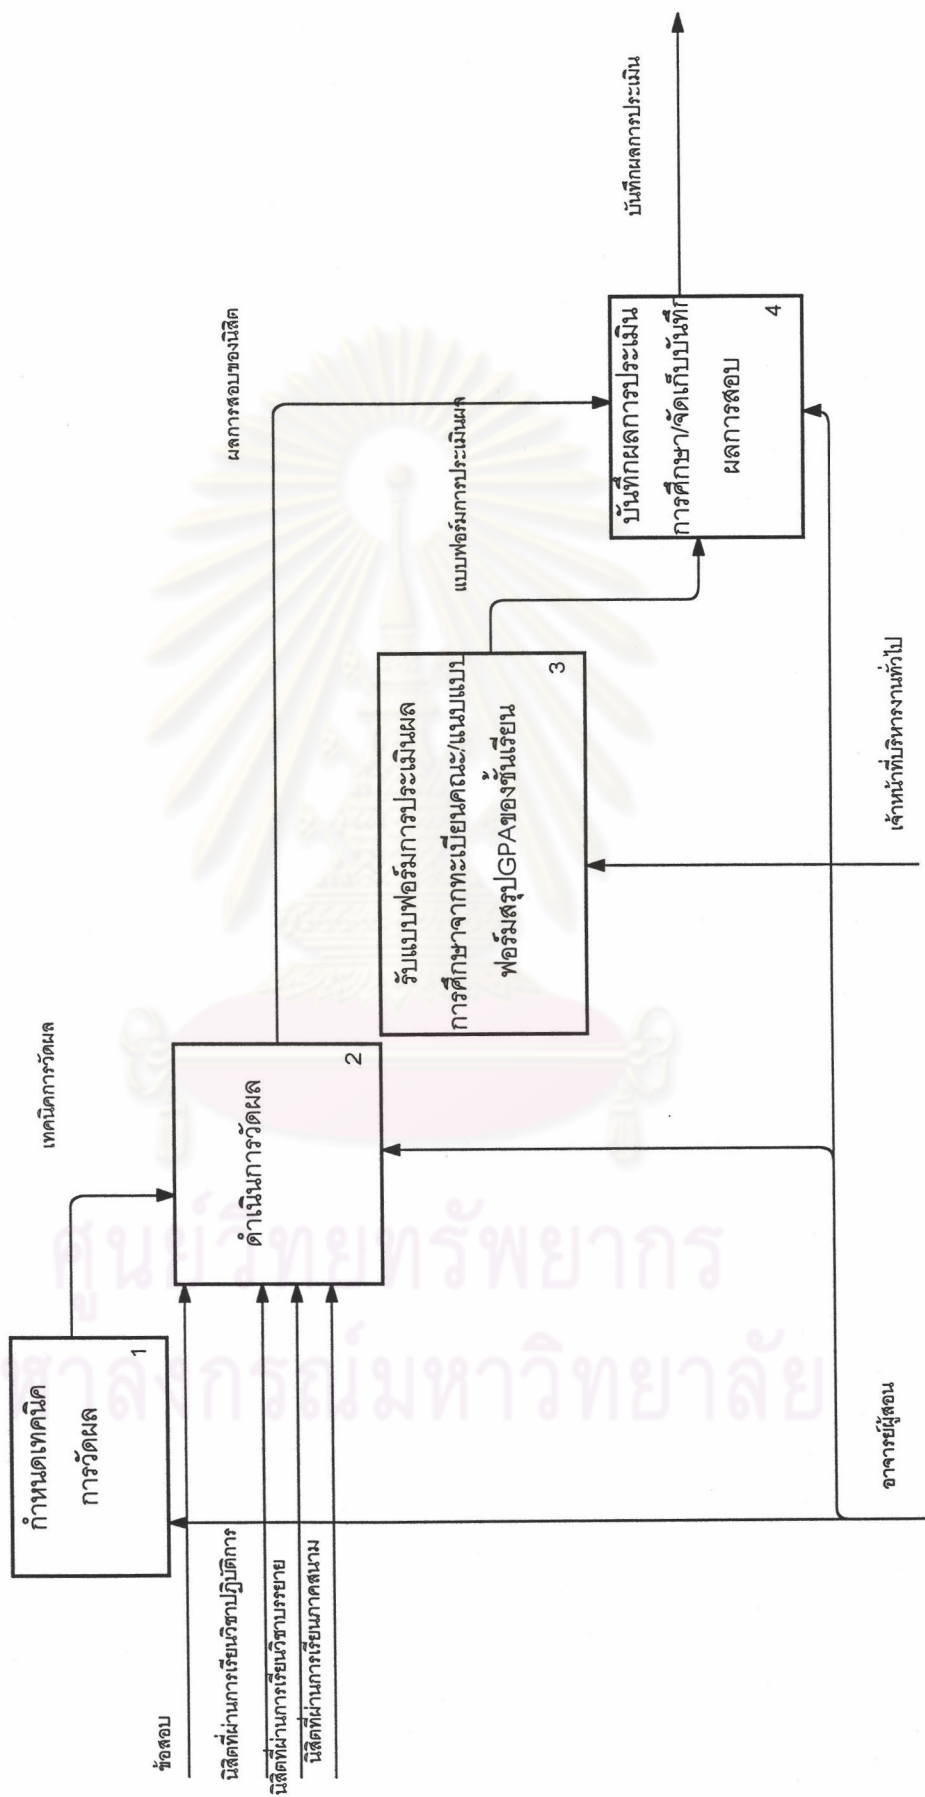 กำหนดเทคนิค
การวัดผล
1
เทคนิคการวัดผล
ข้อสอบ
นิสิตที่ผ่านการเรียนวิชาปฏิบัติการ
นิสิตที่ผ่านการเรียนวิชาบรรยาย
นิสิตที่ผ่านการเรียนภาคสนาม
ดำเนินการวัดผล
2
ผลการสอบของนิสิต
รับแบบฟอร์มการประเมินผล
การศึกษาจากทะเบียนคณะ/แนบแบบ
ฟอร์มสรุปGPAของชั้นเรียน
3
แบบฟอร์มการประเมินผล
บันทึกผลการประเมิน
การศึกษา/จัดเก็บบันทึก
ผลการสอบ
4
บันทึกผลการประเมิน
อาจารย์ผู้สอน
เจ้าหน้าที่บริหารงานทั่วไป
ศูนย์วิทยทรัพยากร
หาลงกรณ์มหาวิทยาลัย